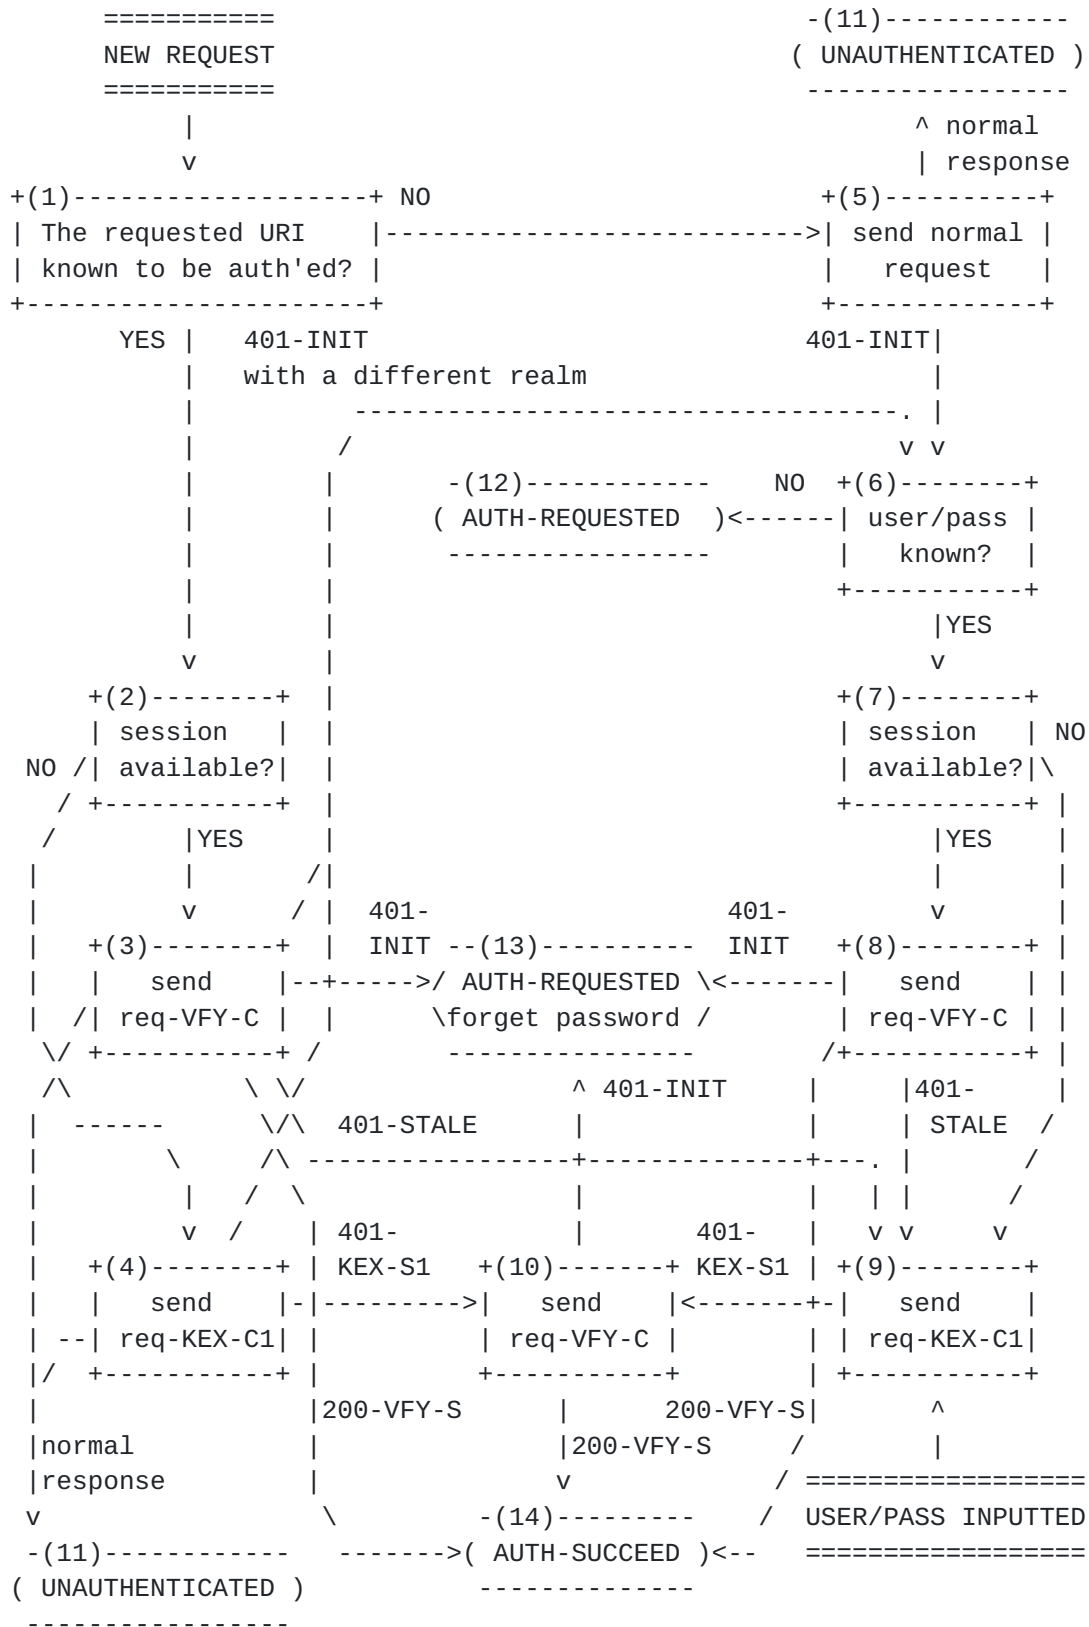 =========== -(11)------------
NEW REQUEST ( UNAUTHENTICATED )
=========== -----------------
| ^ normal
v | response
+(1)-------------------+ NO +(5)----------+
| The requested URI |---------------------------->| send normal |
| known to be auth'ed? | | request |
+----------------------+ +-------------+
YES | 401-INIT 401-INIT|
| with a different realm |
| -----------------------------------. |
| / v v
| | -(12)------------ NO +(6)--------+
| | ( AUTH-REQUESTED )<------| user/pass |
| | ----------------- | known? |
| | +-----------+
| | |YES
v | v
+(2)--------+ | +(7)--------+
| session | | | session | NO
NO /| available?| | | available?|\
/ +-----------+ | +-----------+ |
/ |YES | |YES |
| | /| | |
| v / | 401- 401- v |
| +(3)--------+ | INIT --(13)---------- INIT +(8)--------+ |
| | send |--+----->/ AUTH-REQUESTED \<-------| send | |
| /| req-VFY-C | | \forget password / | req-VFY-C | |
\/ +-----------+ / ---------------- /+-----------+ |
/\ \ \/ ^ 401-INIT | |401- |
| ------ \/\ 401-STALE | | | STALE /
| \ /\ -----------------+--------------+---. | /
| | / \ | | | | /
| v / | 401- | 401- | v v v
| +(4)--------+ | KEX-S1 +(10)-------+ KEX-S1 | +(9)--------+
| | send |-|--------->| send |<-------+-| send |
| --| req-KEX-C1| | | req-VFY-C | | | req-KEX-C1|
|/ +-----------+ | +-----------+ | +-----------+
| |200-VFY-S | 200-VFY-S| ^
|normal | |200-VFY-S / |
|response | v / ==================
v \ -(14)--------- / USER/PASS INPUTTED
-(11)------------ ------->( AUTH-SUCCEED )<-- ==================
( UNAUTHENTICATED ) --------------
-----------------